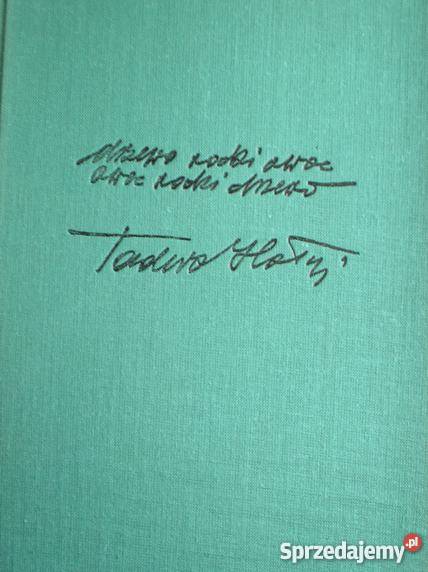 drzewo rodzi owoc
owoc rodzi drzewo
Tadeusz Hołuj
Sprzedajemy.pl